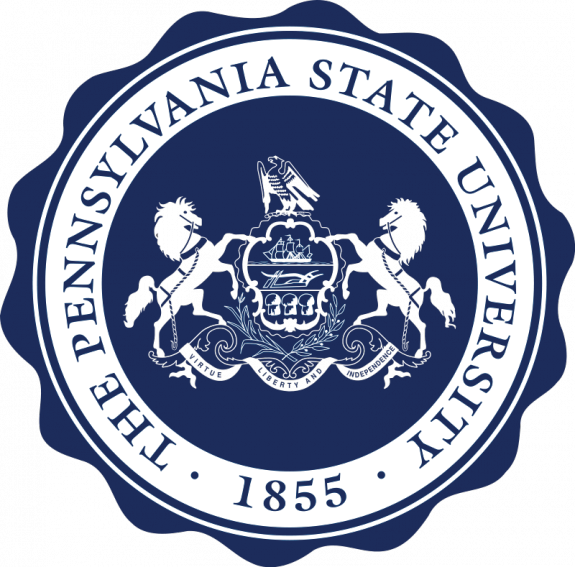 THE PENNSYLVANIA STATE UNIVERSITY
VIRTUE LIBERTY AND INDEPENDENCE
· 1855 ·